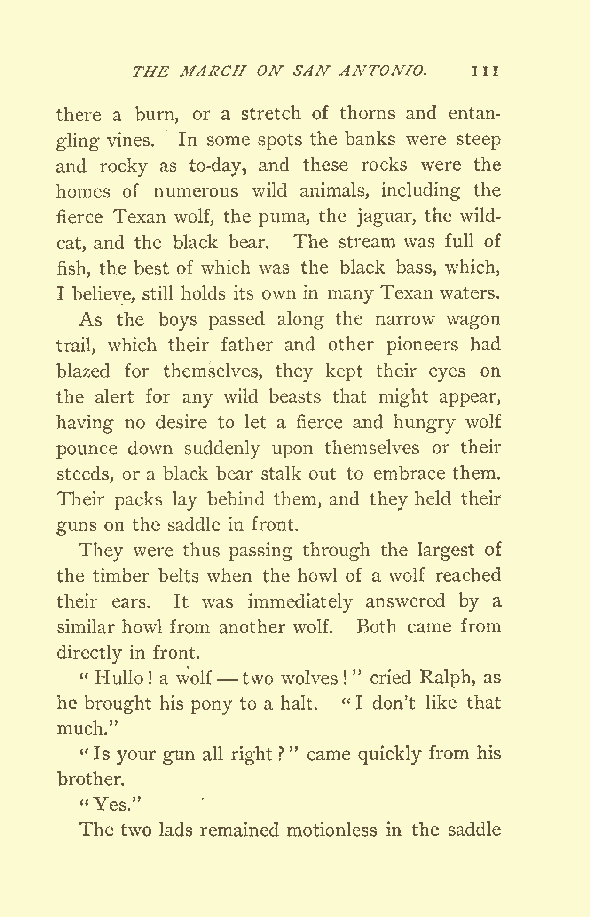 THE MARCH ON SAN ANTONIO. 111
there a burn, or a stretch of thorns and entan-
gling vines. In some spots the banks were steep
and rocky as to-day, and these rocks were the
homes of numerous wild animals, including the
fierce Texan wolf, the puma, the jaguar, the wild-
cat, and the black bear. The stream was full of
fish, the best of which was the black bass, which,
I believe, still holds its own in many Texan waters.
As the boys passed along the narrow wagon
trail, which their father and other pioneers had
blazed for themselves, they kept their eyes on
the alert for any wild beasts that might appear,
having no desire to let a fierce and hungry wolf
pounce down suddenly upon themselves or their
steeds, or a black bear stalk out to embrace them.
Their packs lay behind them, and they held their
guns on the saddle in front.
They were thus passing through the largest of
the timber belts when the howl of a wolf reached
their ears. It was immediately answered by a
similar howl from another wolf. Both came from
directly in front.
"Hullo! a wolf — two wolves!" cried Ralph, as
he brought his pony to a halt. "I don't like that
much."
"Is your gun all right?" came quickly from his
brother.
"Yes."
The two lads remained motionless in the saddle